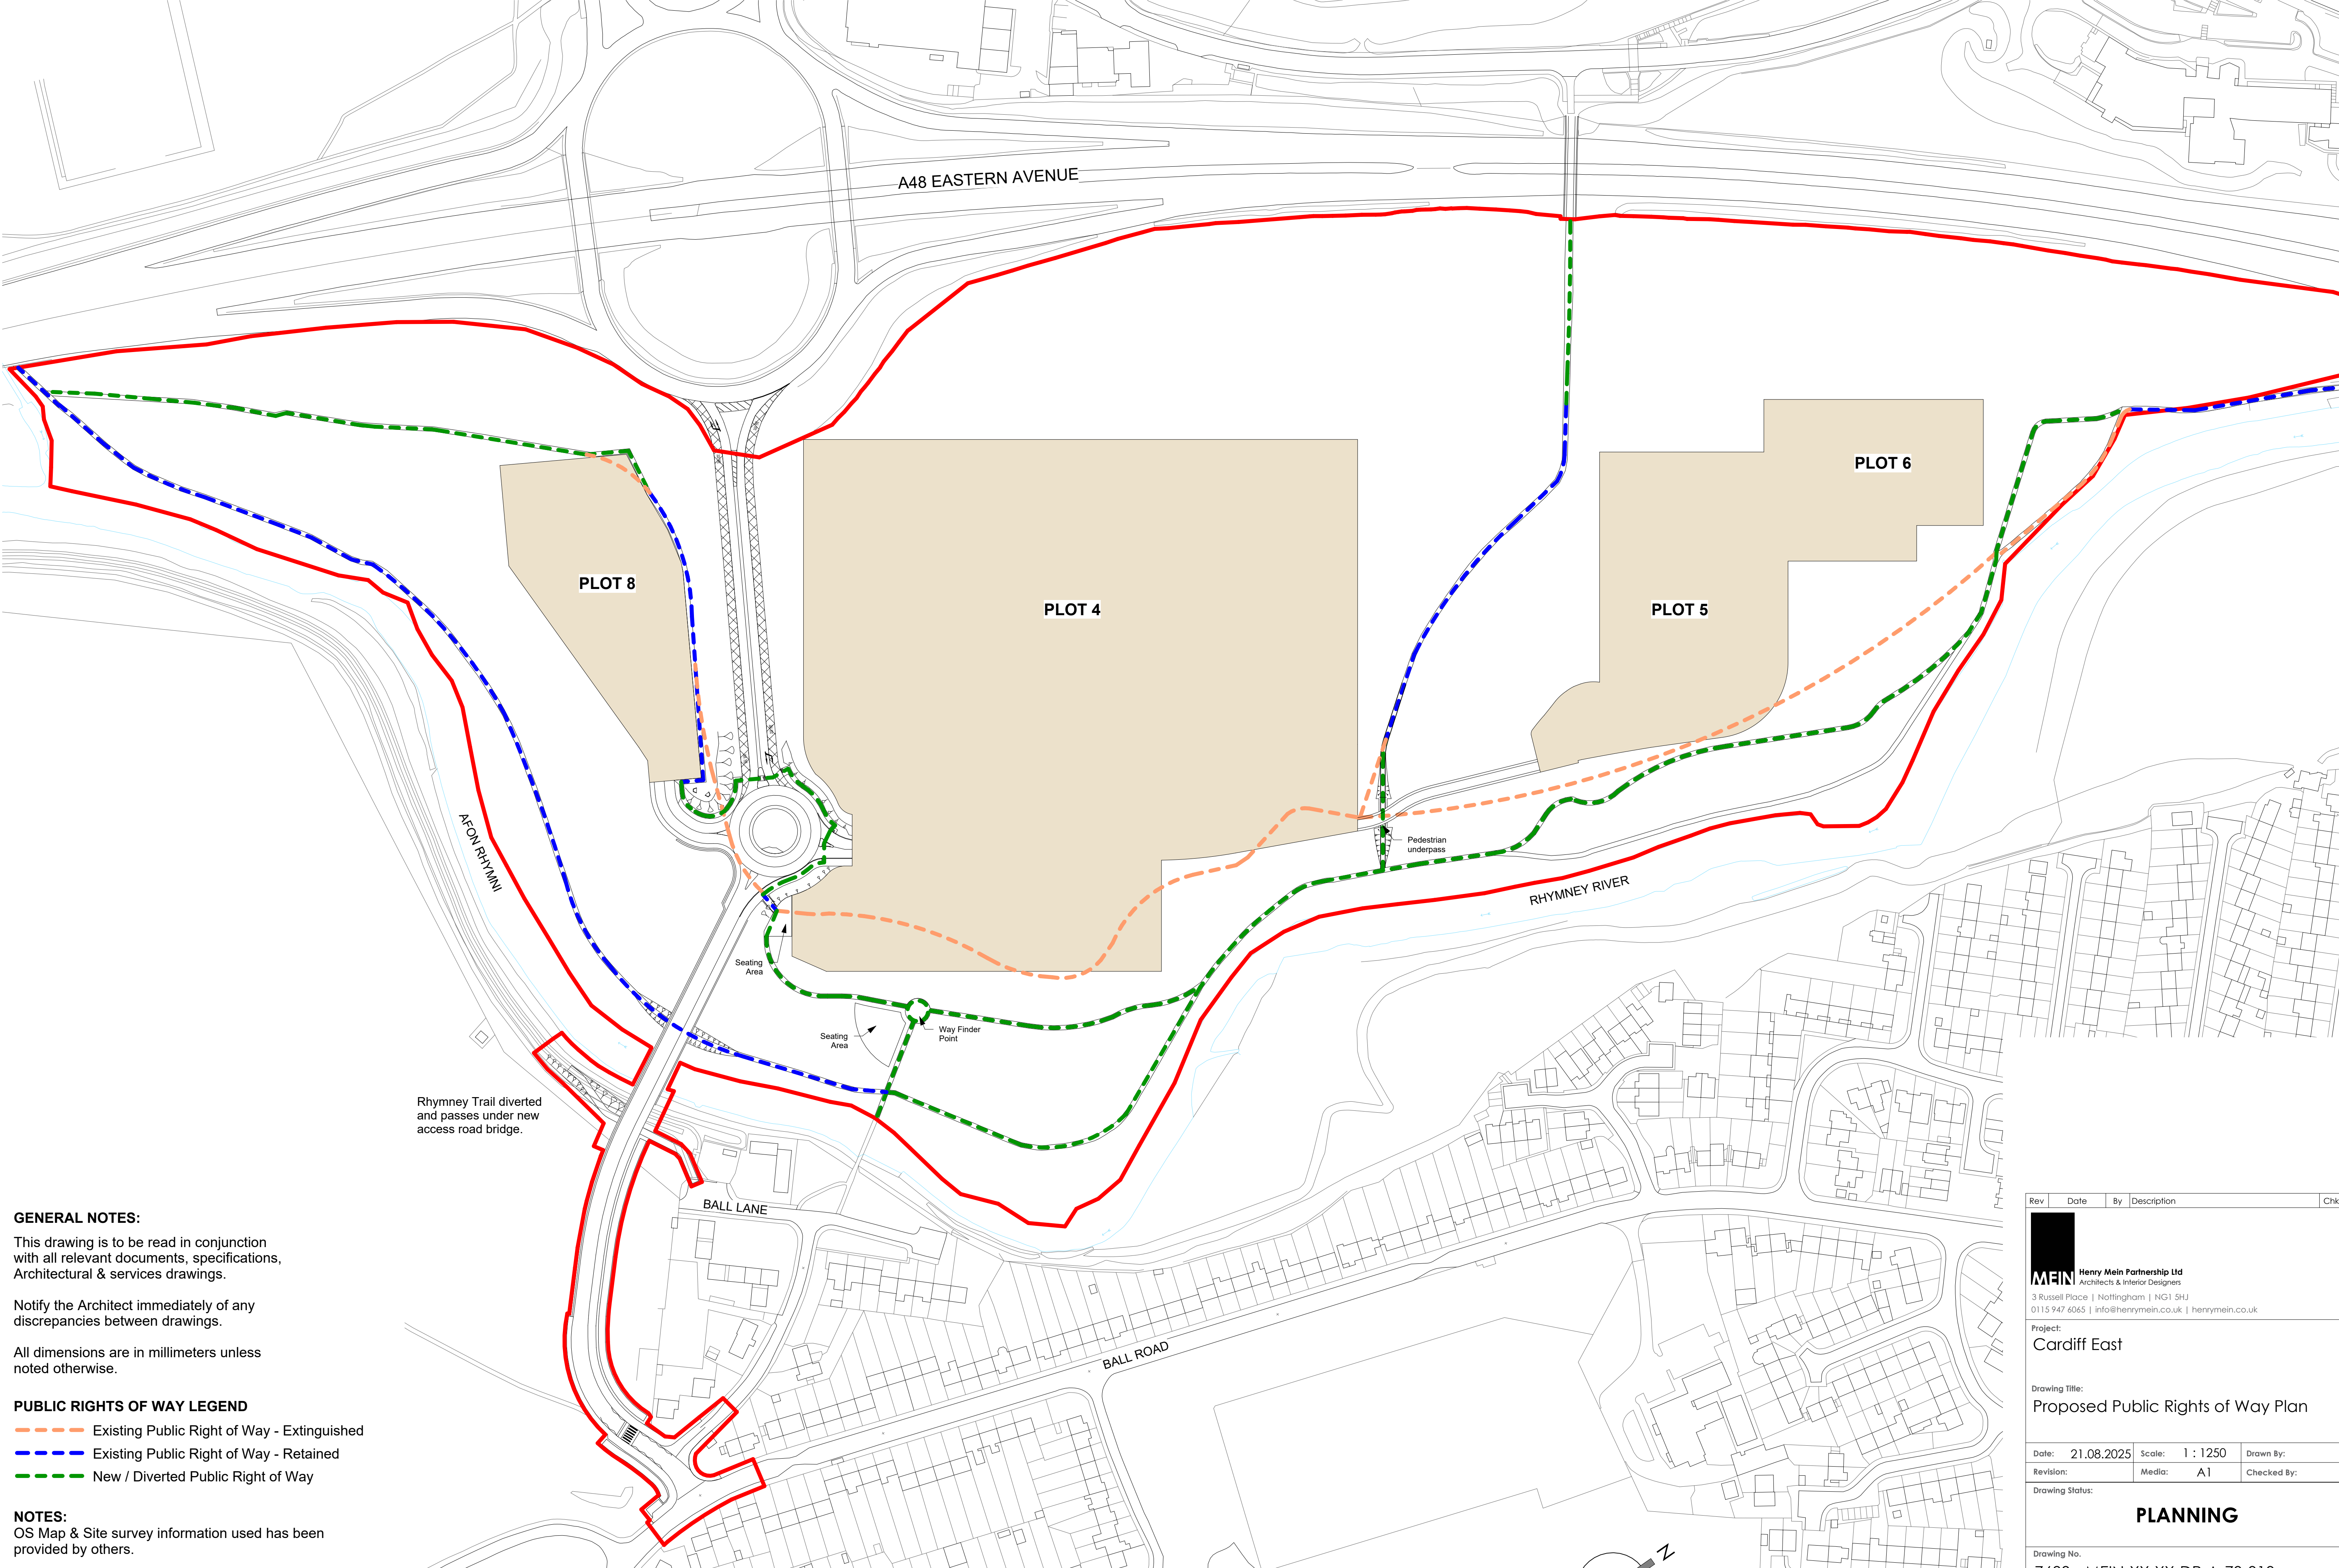 A48 EASTERN AVENUE
PLOT 6
PLOT 8
PLOT 4
PLOT 5
AFON RHYMNI
Pedestrian
underpass
RHYMNEY RIVER
Seating
Area
Seating
Area
Way Finder
Point
Rhymney Trail diverted
and passes under new
access road bridge.
BALL LANE
BALL ROAD
GENERAL NOTES:
This drawing is to be read in conjunction
with all relevant documents, specifications,
Architectural & services drawings.
Notify the Architect immediately of any
discrepancies between drawings.
All dimensions are in millimeters unless
noted otherwise.
PUBLIC RIGHTS OF WAY LEGEND
Existing Public Right of Way - Extinguished
Existing Public Right of Way - Retained
New / Diverted Public Right of Way
NOTES:
OS Map & Site survey information used has been
provided by others.
N
Rev Date By Description Chk
MEIN
Henry Mein Partnership Ltd
Architects & Interior Designers
3 Russell Place | Nottingham | NG1 5HJ
0115 947 6065 | info@henrymein.co.uk | henrymein.co.uk
Project:
Cardiff East
Drawing Title:
Proposed Public Rights of Way Plan
Date: 21.08.2025 Scale: 1 : 1250 Drawn By:
Revision: Media: A1 Checked By:
Drawing Status:
PLANNING
Drawing No.